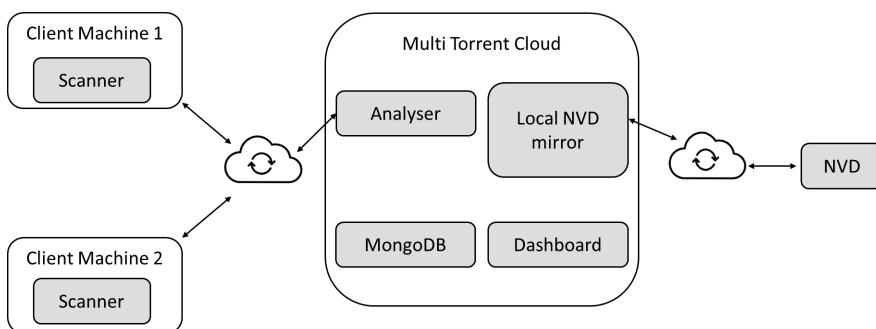 Client Machine 1
Scanner
Multi Torrent Cloud
Analyser
Local NVD
mirror
NVD
MongoDB
Dashboard
Client Machine 2
Scanner